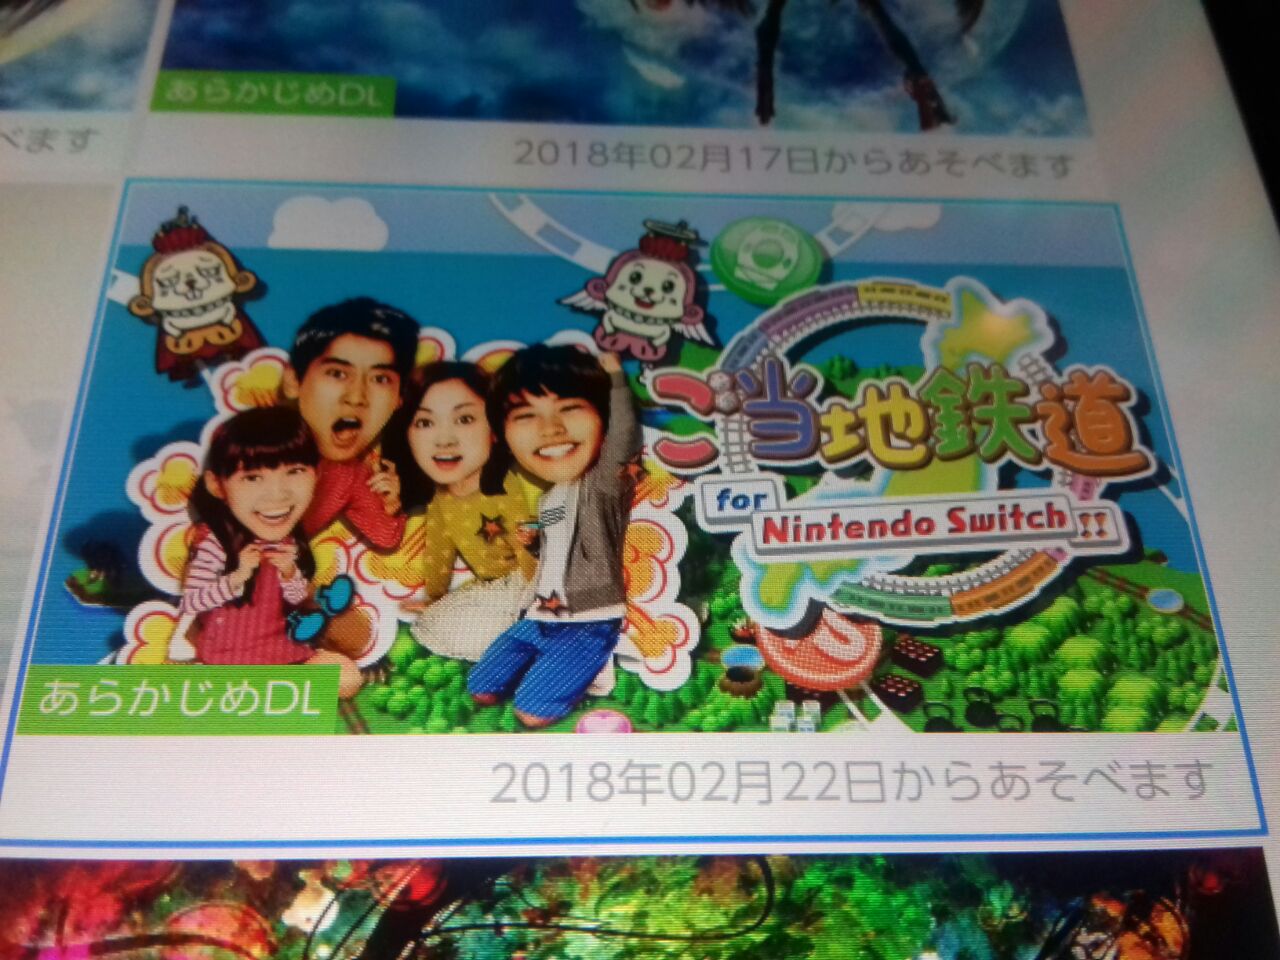 あらかじめDL
べます
2018年02月17日からあそべます
ご当地鉄道
for
Nintendo Switch!!
あらかじめDL
2018年02月22日からあそべます